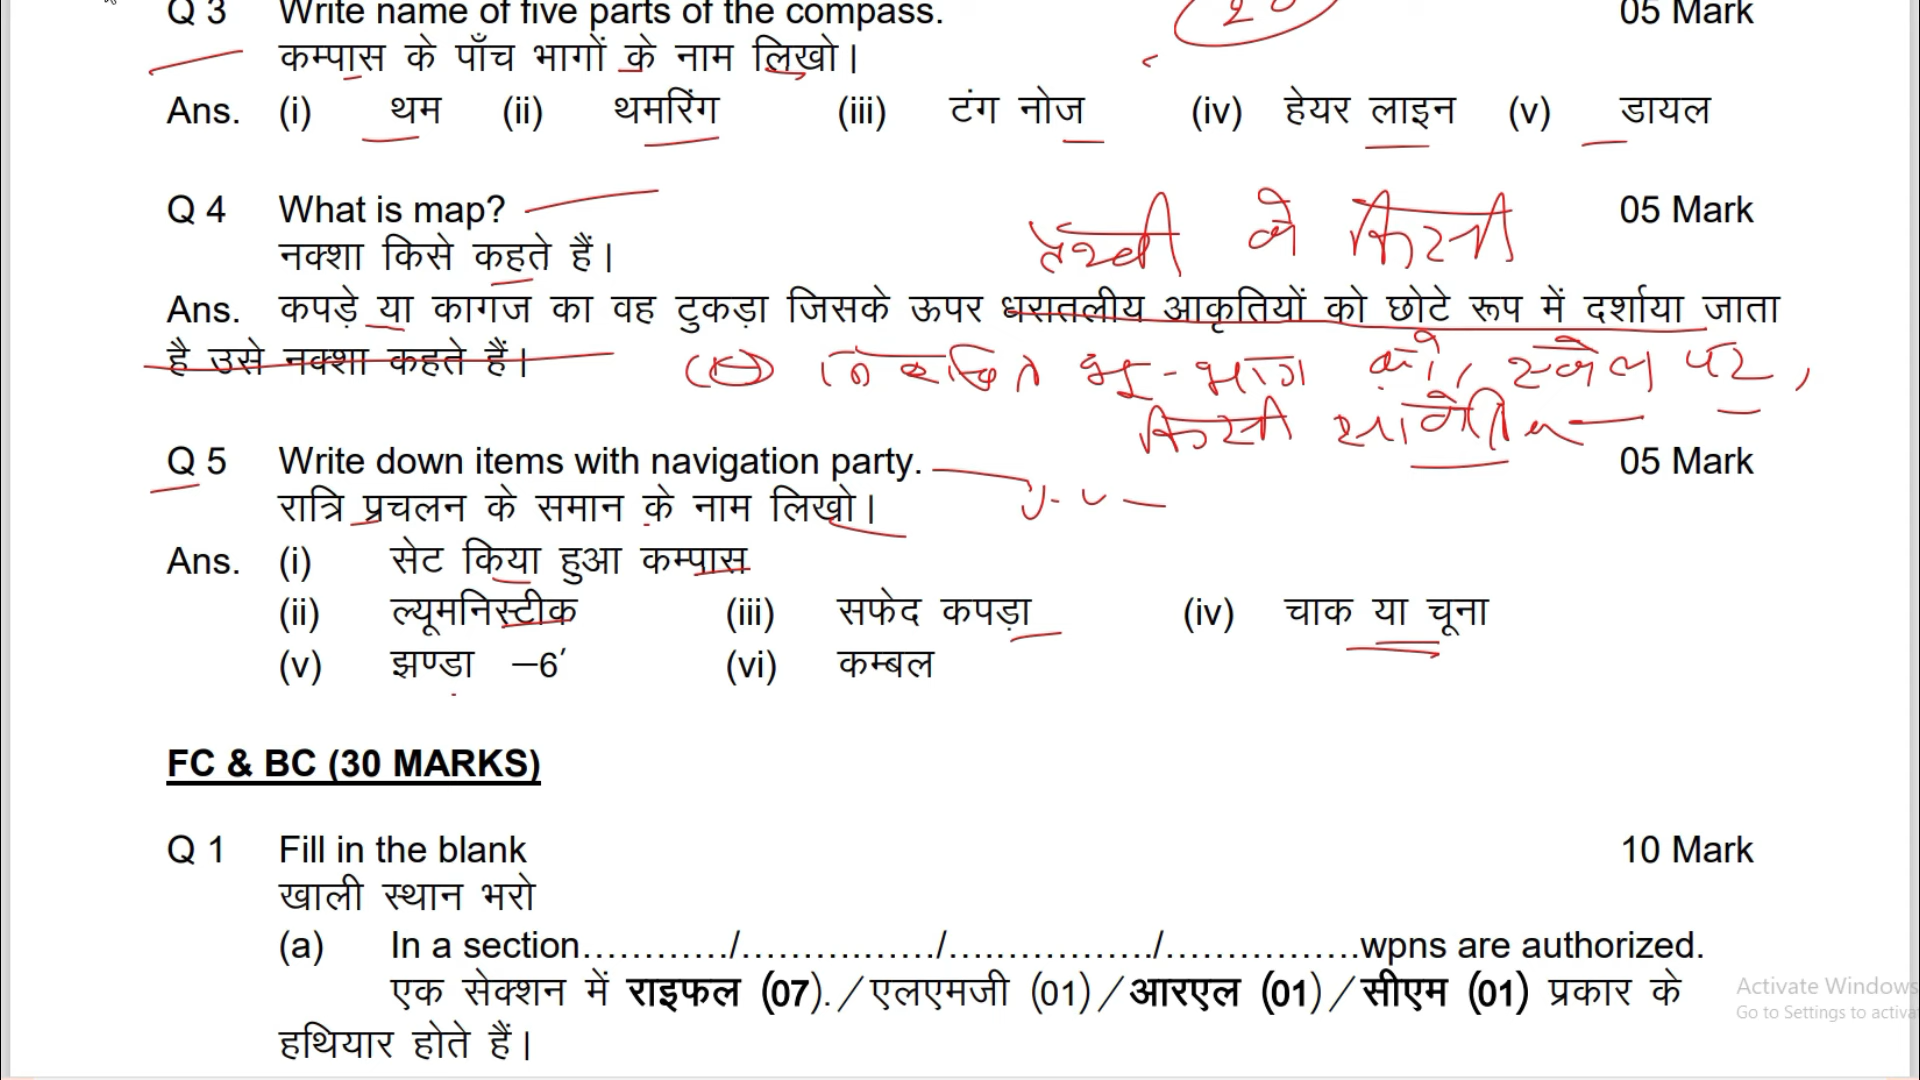 Q 3 Write name of five parts of the compass. 05 Mark
कम्पास के पाँच भागों के नाम लिखो।
Ans. (i) थम (ii) थमरिंग (iii) टंग नोज (iv) हेयर लाइन (v) डायल
Q 4 What is map? 05 Mark
के किसी
नक्शा किसे कहते हैं।
Ans. कपड़े या कागज का वह टुकड़ा जिसके ऊपर धरातलीय आकृतियों को छोटे रूप में दर्शाया जाता
है उसे नक्शा कहते हैं।
भू-भाग को, स्केल पर,
किसी
Q 5 Write down items with navigation party. 05 Mark
रात्रि प्रचलन के समान के नाम लिखो।
Ans. (i) सेट किया हुआ कम्पास
(ii) ल्यूमनिस्टीक (iii) सफेद कपड़ा (iv) चाक या चूना
(v) झण्डा –6′ (vi) कम्बल
FC & BC (30 MARKS)
Q 1 Fill in the blank 10 Mark
खाली स्थान भरो
(a) In a section…………/……………/……………./…………….wpns are authorized.
एक सेक्शन में राइफल (07)./एलएमजी (01)/आरएल (01)/सीएम (01) प्रकार के
हथियार होते हैं।
Activate Windows
Go to Settings to activa